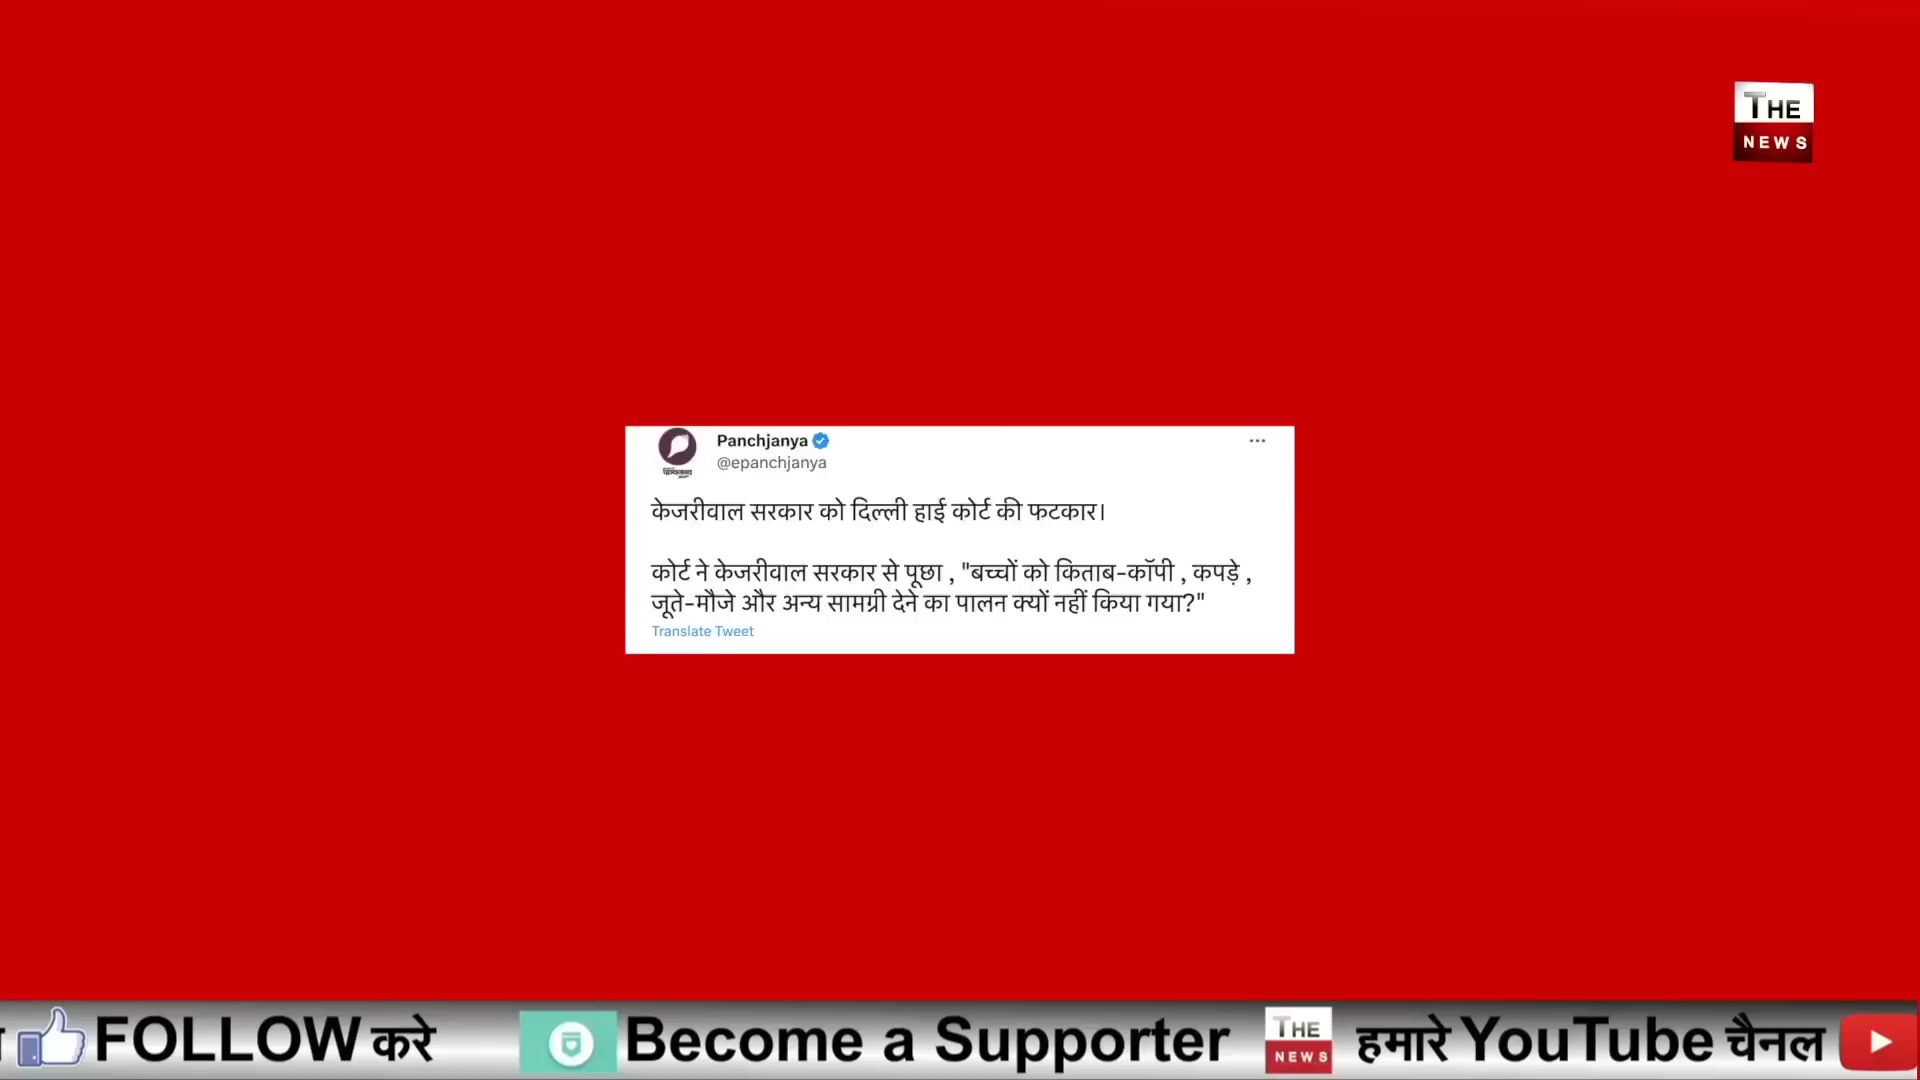 THE
NEWS
Panchjanya
@epanchjanya
केजरीवाल सरकार को दिल्ली हाई कोर्ट की फटकार।
कोर्ट ने केजरीवाल सरकार से पूछा , "बच्चों को किताब-कॉपी , कपड़े ,
जूते-मौजे और अन्य सामग्री देने का पालन क्यों नहीं किया गया?"
Translate Tweet
FOLLOW करे Become a Supporter THE NEWS हमारे YouTube चैनल